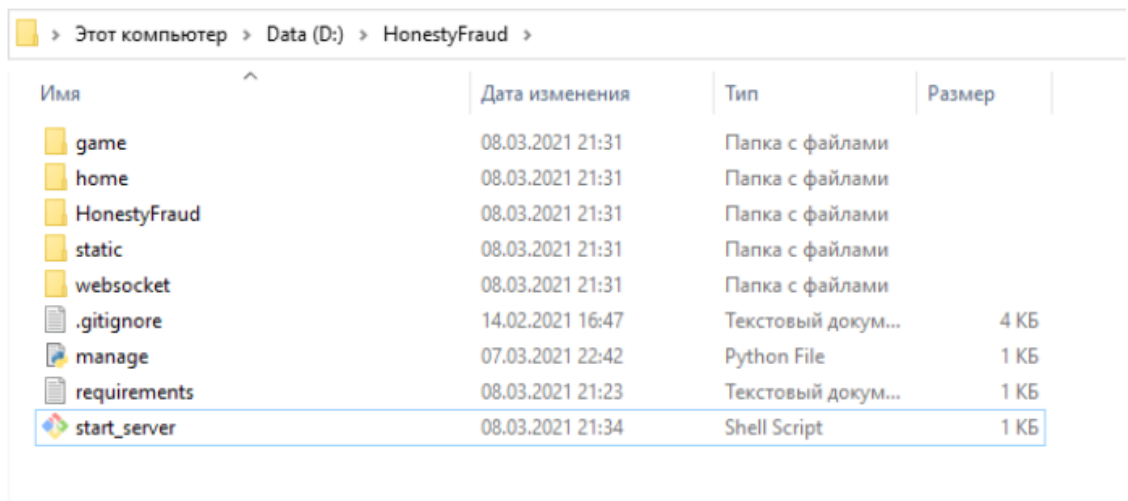 Этот компьютер > Data (D:) > HonestyFraud >
Имя Дата изменения Тип Размер
game 08.03.2021 21:31 Папка с файлами
home 08.03.2021 21:31 Папка с файлами
HonestyFraud 08.03.2021 21:31 Папка с файлами
static 08.03.2021 21:31 Папка с файлами
websocket 08.03.2021 21:31 Папка с файлами
.gitignore 14.02.2021 16:47 Текстовый докум... 4 КБ
manage 07.03.2021 22:42 Python File 1 КБ
requirements 08.03.2021 21:23 Текстовый докум... 1 КБ
start_server 08.03.2021 21:34 Shell Script 1 КБ